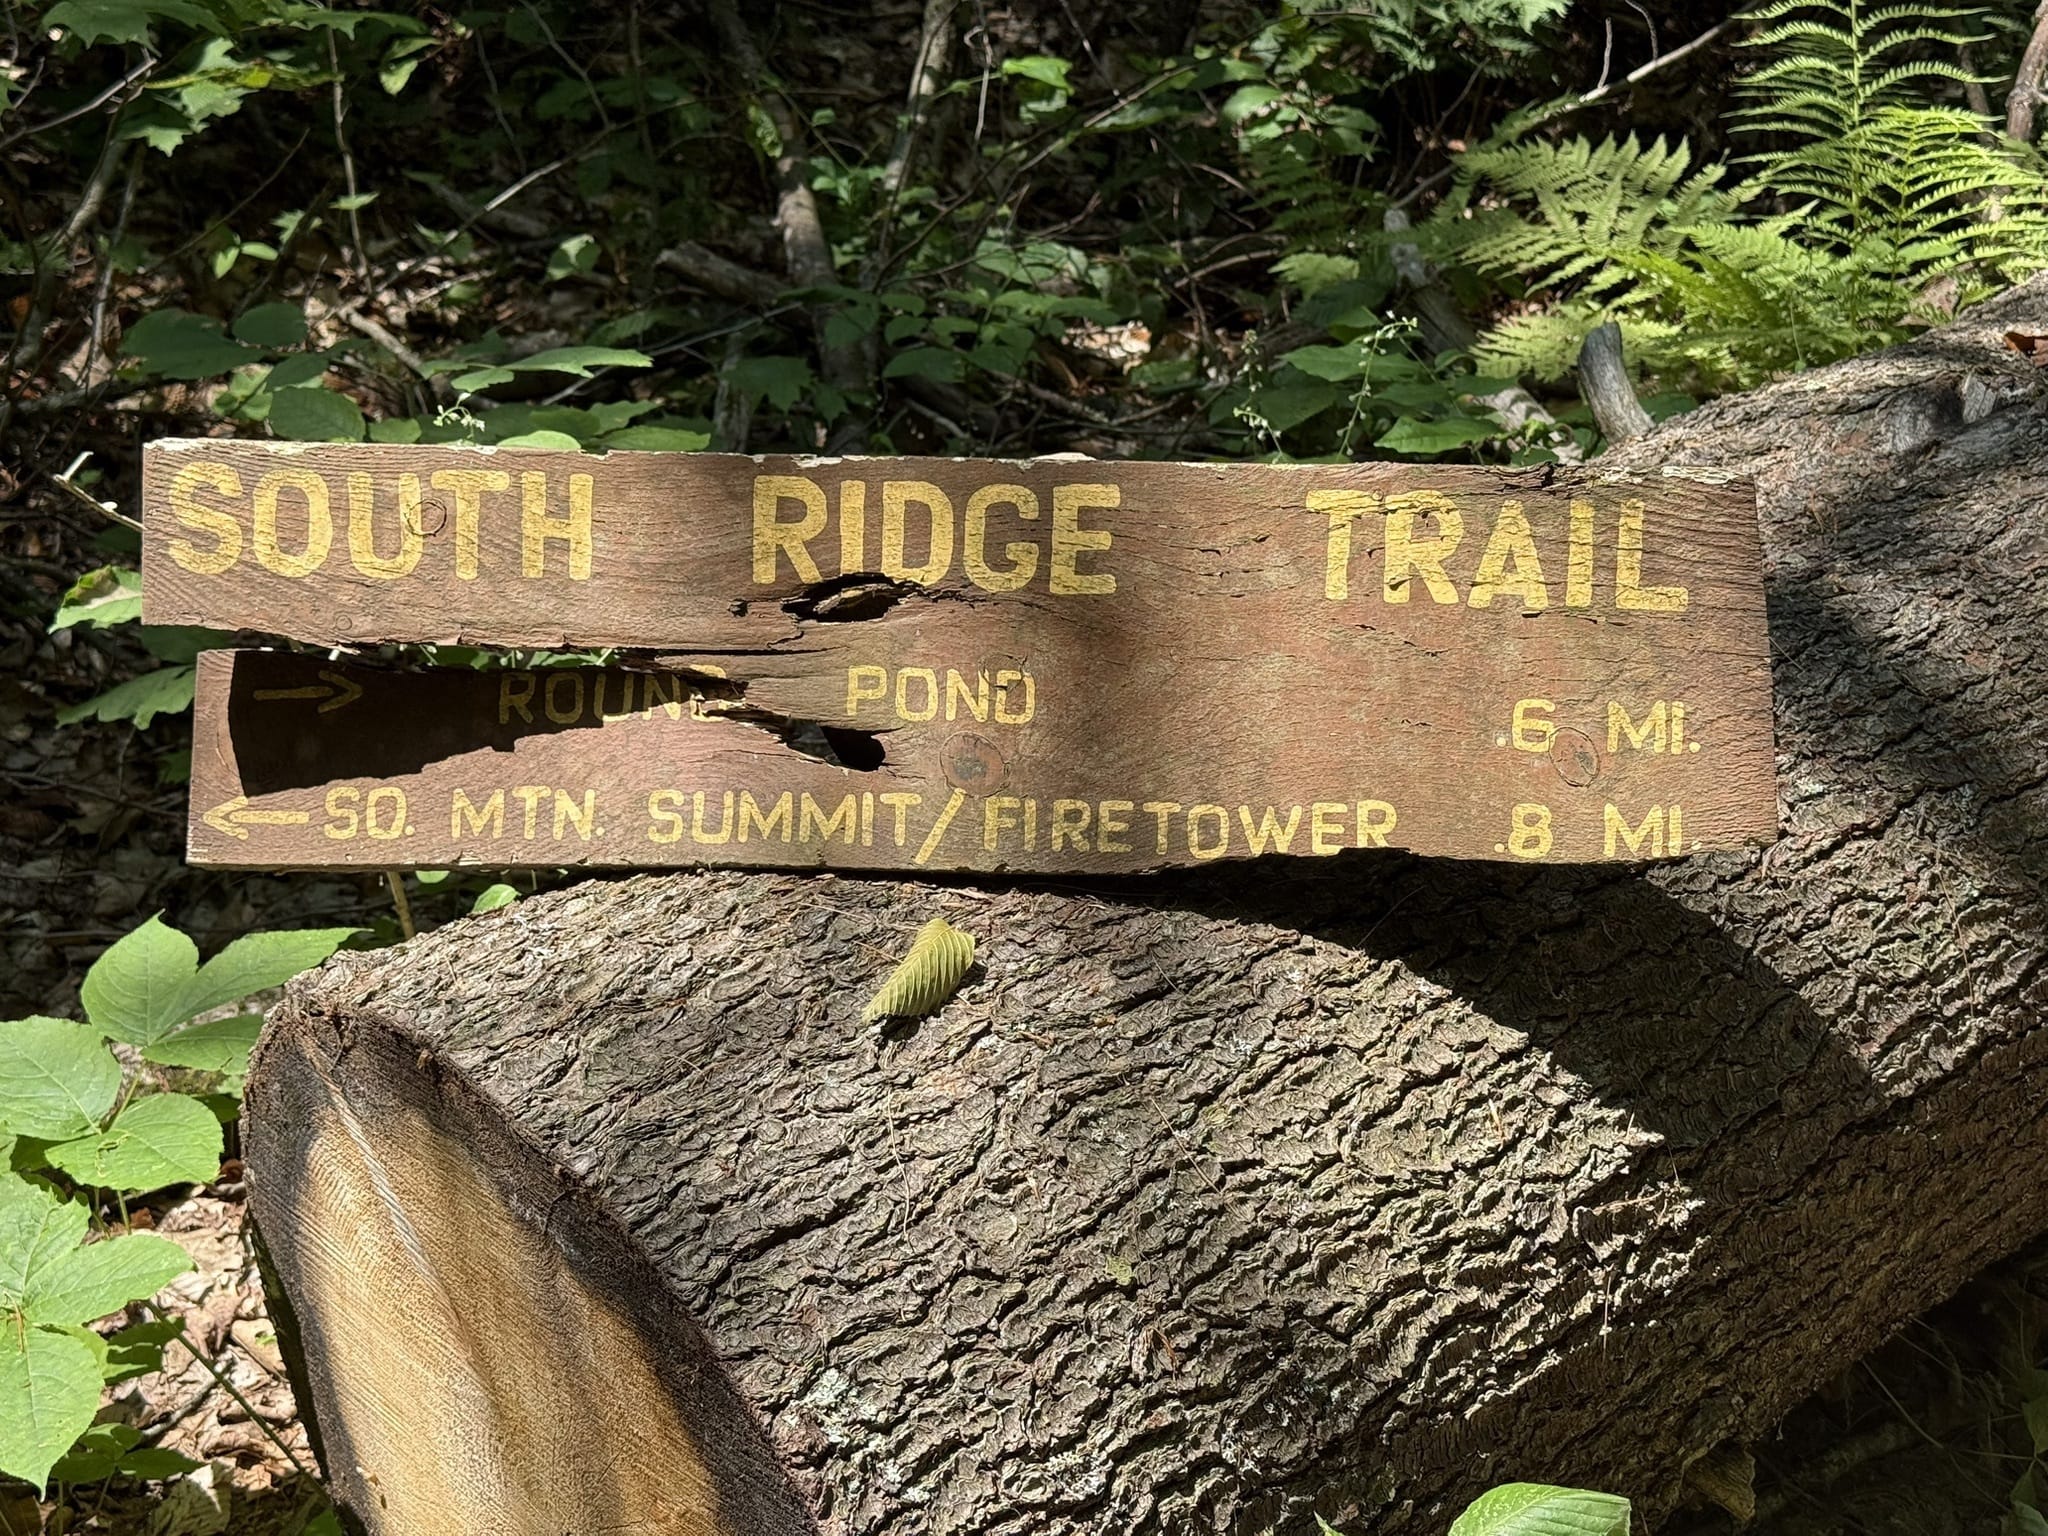 SOUTH RIDGE TRAIL
→ ROUND POND .6 MI.
← SO. MTN. SUMMIT/FIRETOWER .8 MI.